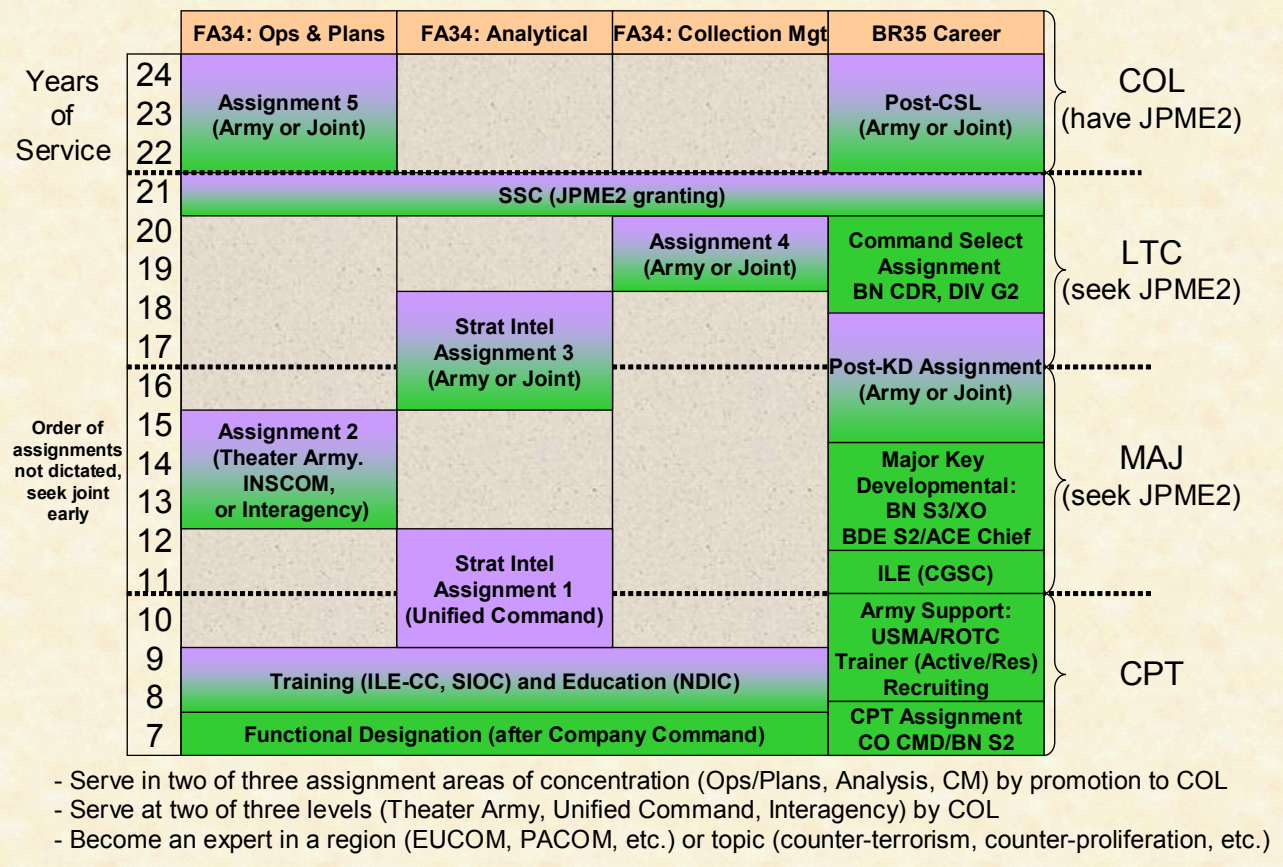 FA34: Ops & Plans
FA34: Analytical
FA34: Collection Mgt
BR35 Career
Years
of
Service
24
23
22
21
20
19
18
17
16
15
14
13
12
11
10
9
8
7
Order of
assignments
not dictated,
seek joint
early
Assignment 5
(Army or Joint)
Post-CSL
(Army or Joint)
SSC (JPME2 granting)
Assignment 4
(Army or Joint)
Command Select
Assignment
BN CDR, DIV G2
Strat Intel
Assignment 3
(Army or Joint)
Post-KD Assignment
(Army or Joint)
Assignment 2
(Theater Army.
INSCOM,
or Interagency)
Major Key
Developmental:
BN S3/XO
BDE S2/ACE Chief
Strat Intel
Assignment 1
(Unified Command)
ILE (CGSC)
Army Support:
USMA/ROTC
Trainer (Active/Res)
Recruiting
Training (ILE-CC, SIOC) and Education (NDIC)
Functional Designation (after Company Command)
CPT Assignment
CO CMD/BN S2
COL
(have JPME2)
LTC
(seek JPME2)
MAJ
(seek JPME2)
CPT
- Serve in two of three assignment areas of concentration (Ops/Plans, Analysis, CM) by promotion to COL
- Serve at two of three levels (Theater Army, Unified Command, Interagency) by COL
- Become an expert in a region (EUCOM, PACOM, etc.) or topic (counter-terrorism, counter-proliferation, etc.)